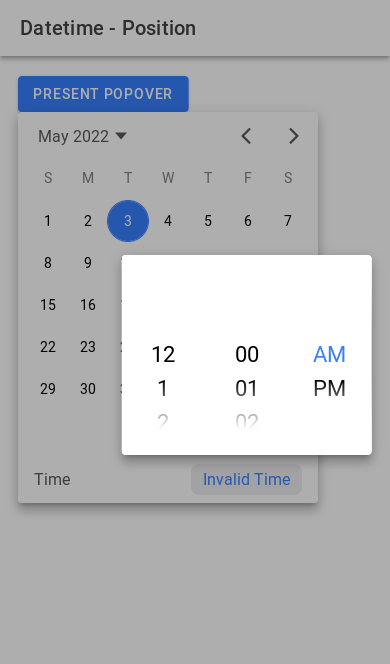 Datetime - Position
PRESENT POPOVER
May 2022
S M T W T F S
1 2 3 4 5 6 7
8 9
15 16
22 23
29 30
12 00 AM
1 01 PM
2 02
Time Invalid Time